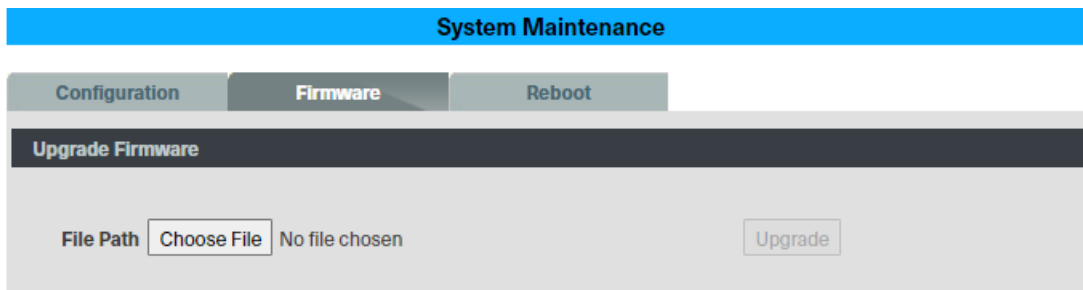 System Maintenance
Configuration Firmware Reboot
Upgrade Firmware
File Path Choose File No file chosen Upgrade